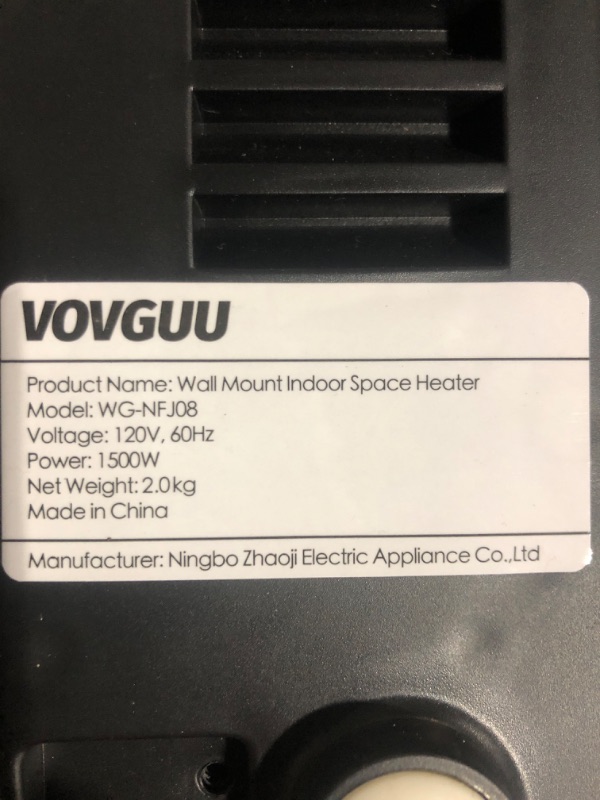 VOVGUU
Product Name: Wall Mount Indoor Space Heater
Model: WG-NFJ08
Voltage: 120V, 60Hz
Power: 1500W
Net Weight: 2.0kg
Made in China
Manufacturer: Ningbo Zhaoji Electric Appliance Co.,Ltd